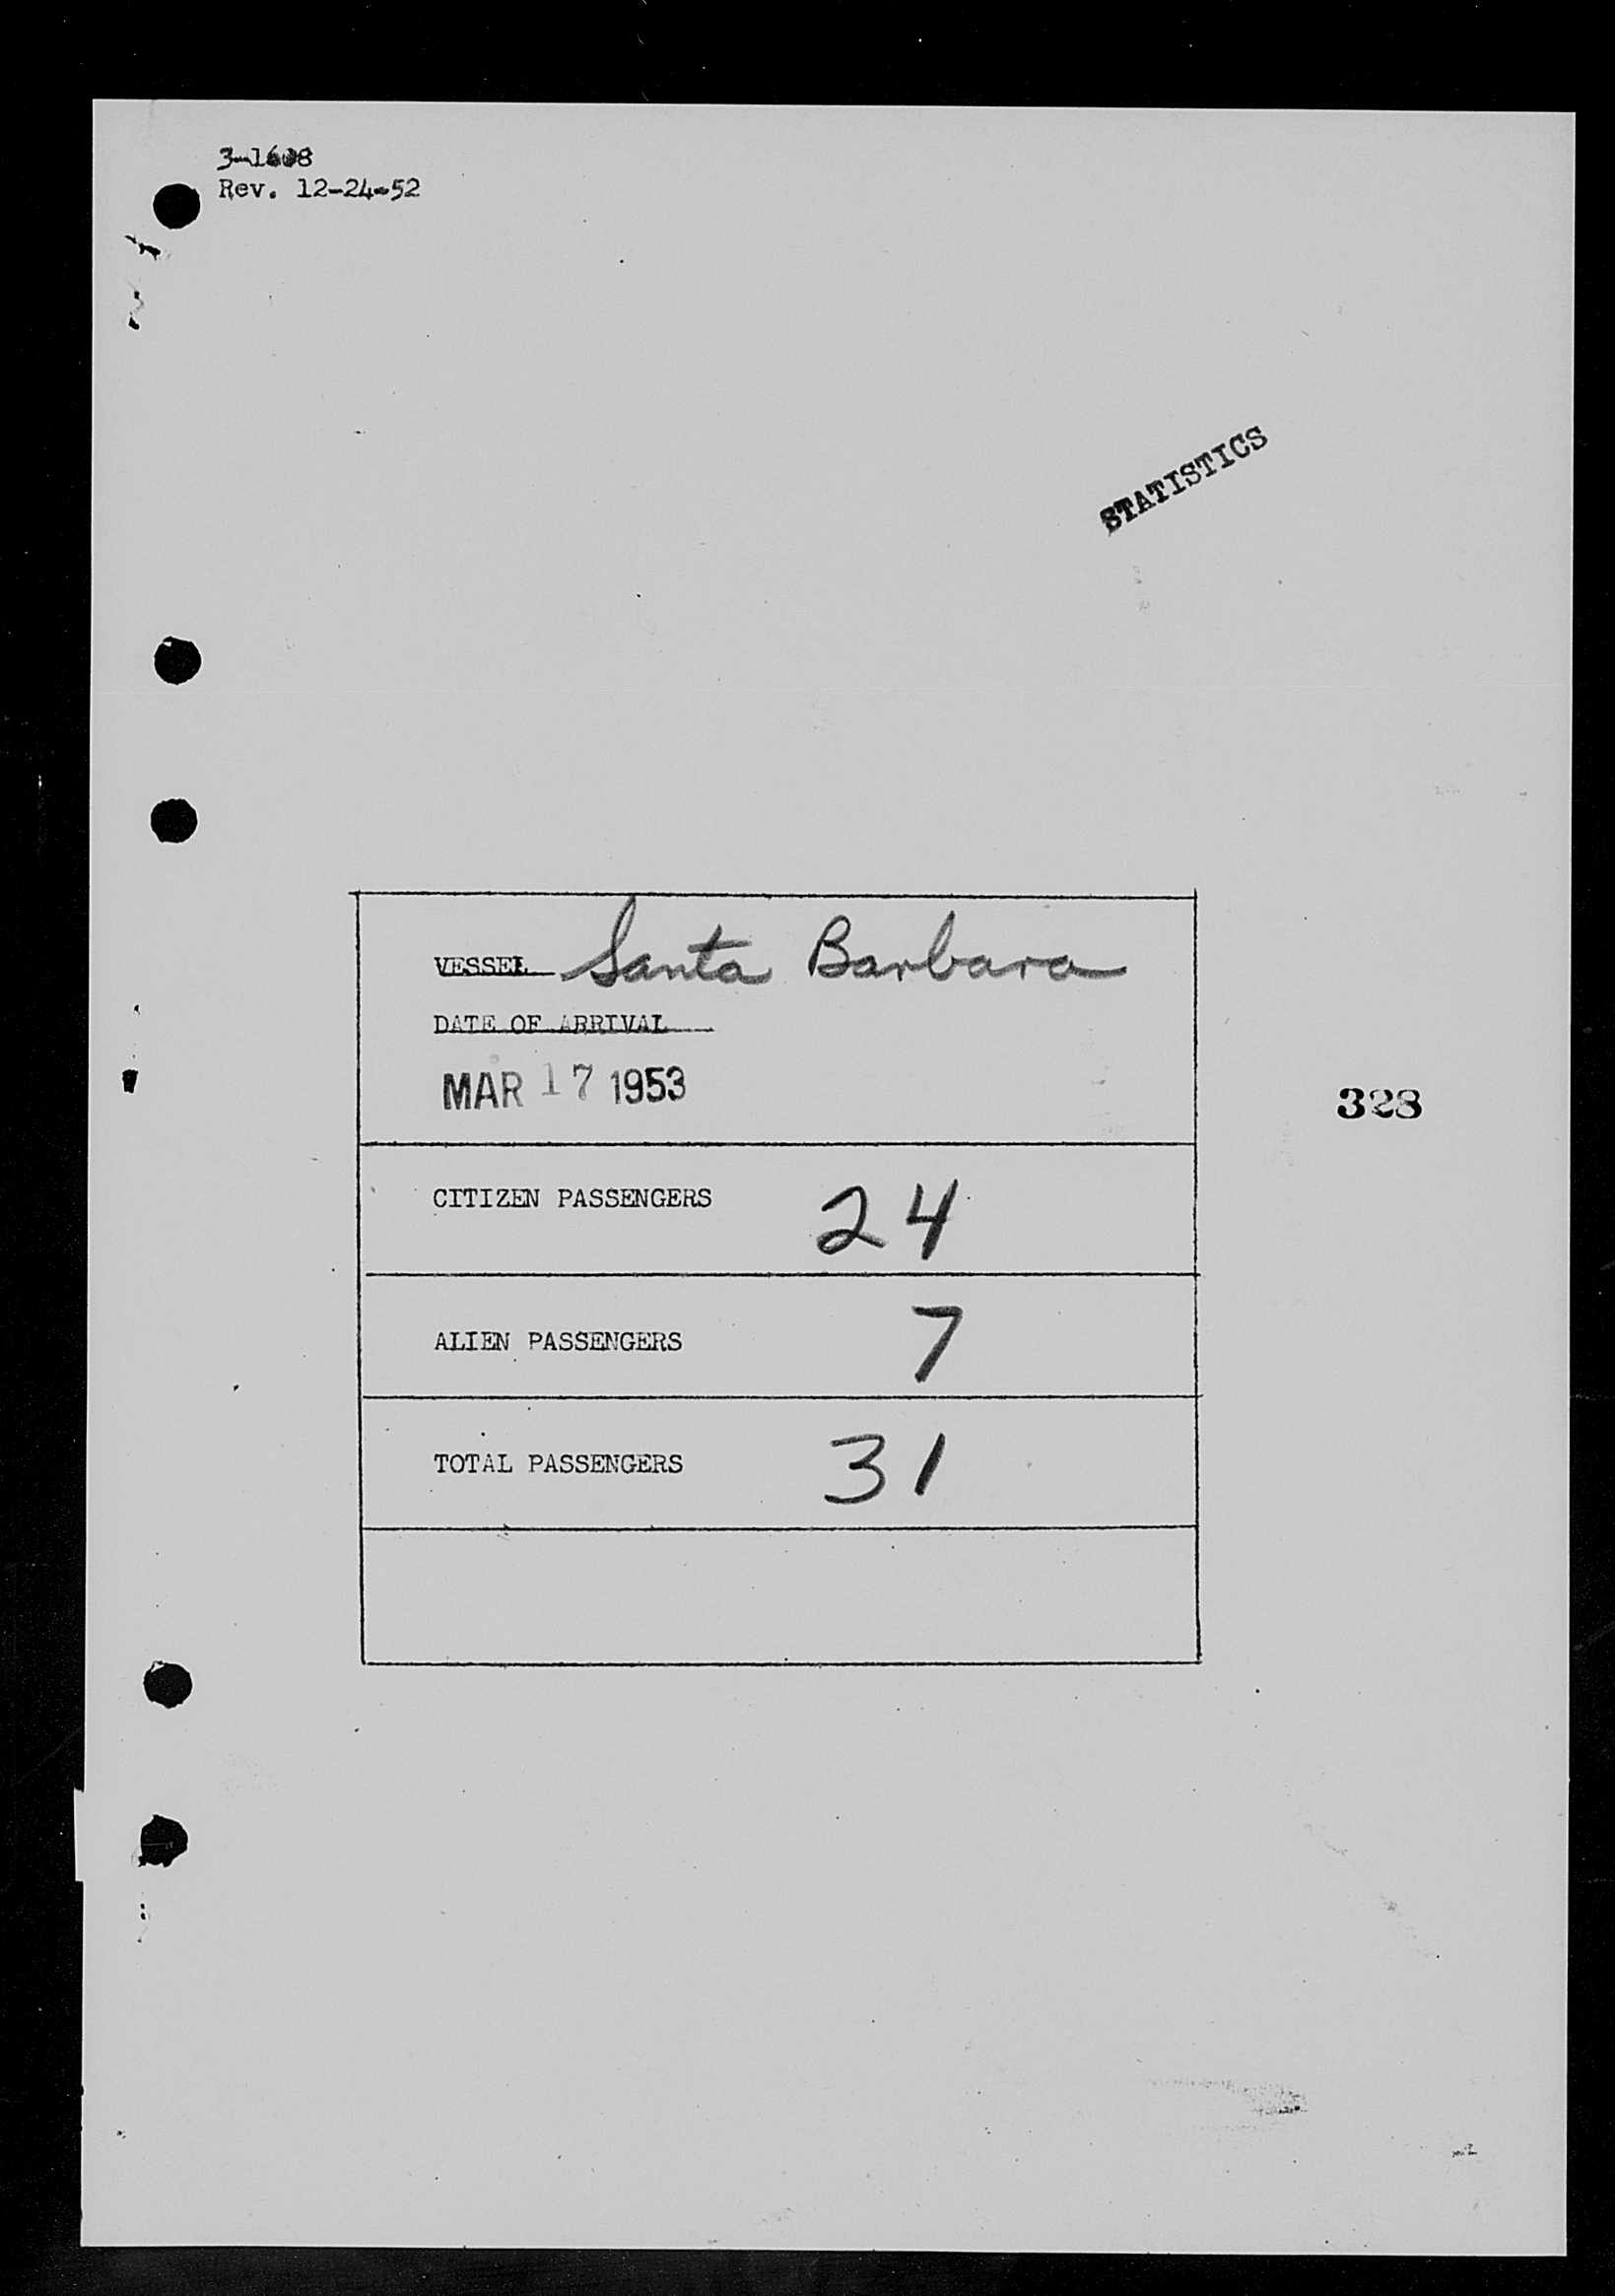 3-1608
Rev. 12-24-52
STATISTICS
VESSEL Santa Barbara
DATE OF ARRIVAL
MAR 17 1953
328
CITIZEN PASSENGERS 24
ALIEN PASSENGERS 7
TOTAL PASSENGERS 31